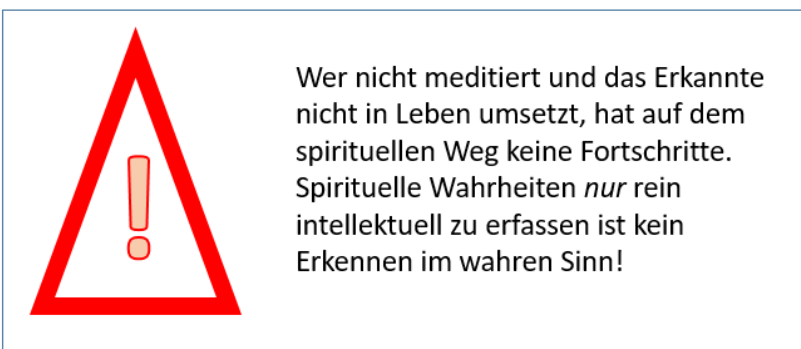 Wer nicht meditiert und das Erkannte
nicht in Leben umsetzt, hat auf dem
spirituellen Weg keine Fortschritte.
Spirituelle Wahrheiten nur rein
intellektuell zu erfassen ist kein
Erkennen im wahren Sinn!